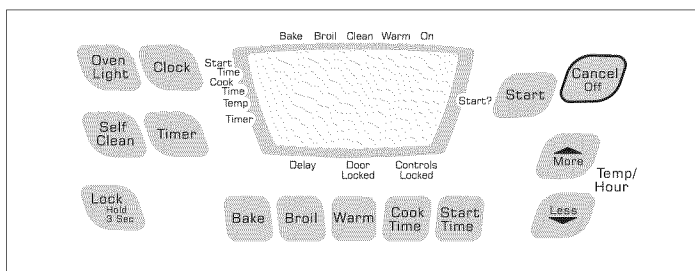 Bake Broil Clean Warm On
Oven
Light
Clock
Start
Time
Cook
Time
Temp
Timer
Start?
Start
Cancel
Off
Self
Clean
Timer
More
Temp/
Hour
Less
Delay
Door
Locked
Controls
Locked
Lock
Hold
3 Sec
Bake
Broil
Warm
Cook
Time
Start
Time